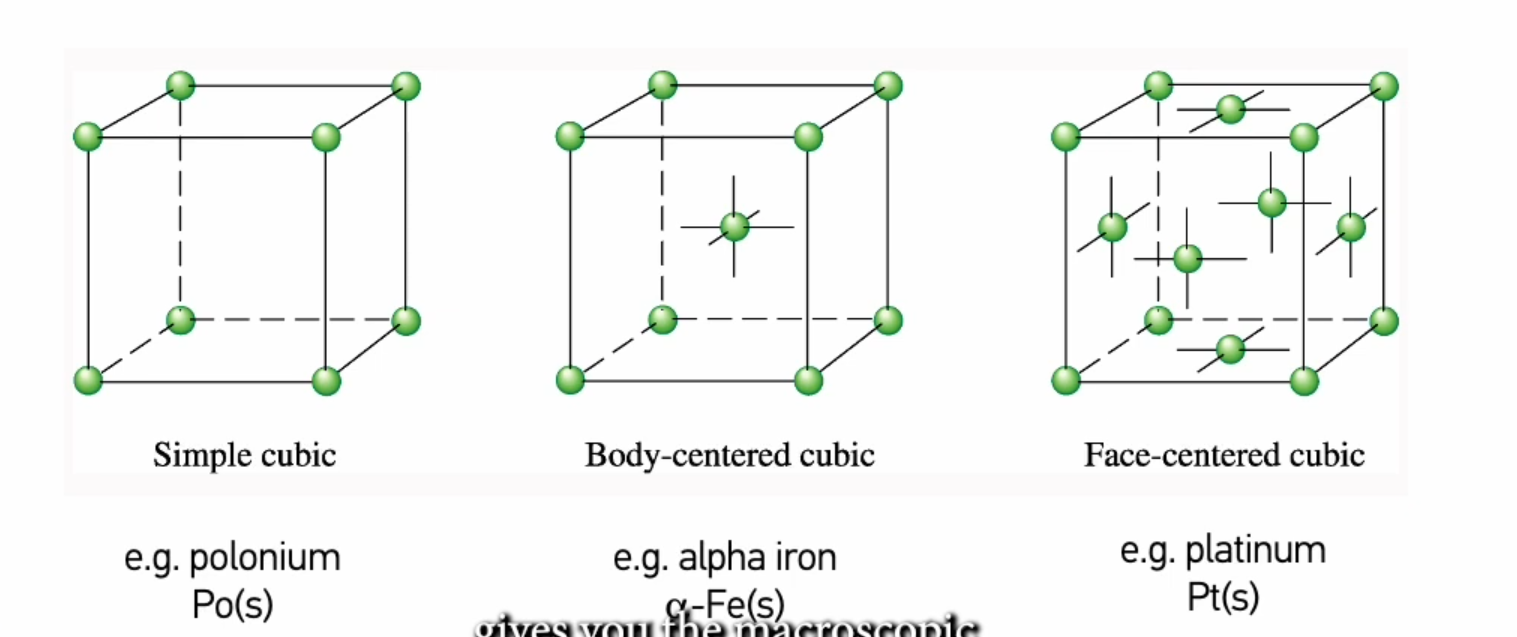 Simple cubic
Body-centered cubic
Face-centered cubic
e.g. polonium
Po(s)
e.g. alpha iron
α-Fe(s)
e.g. platinum
Pt(s)
gives you the macroscopic